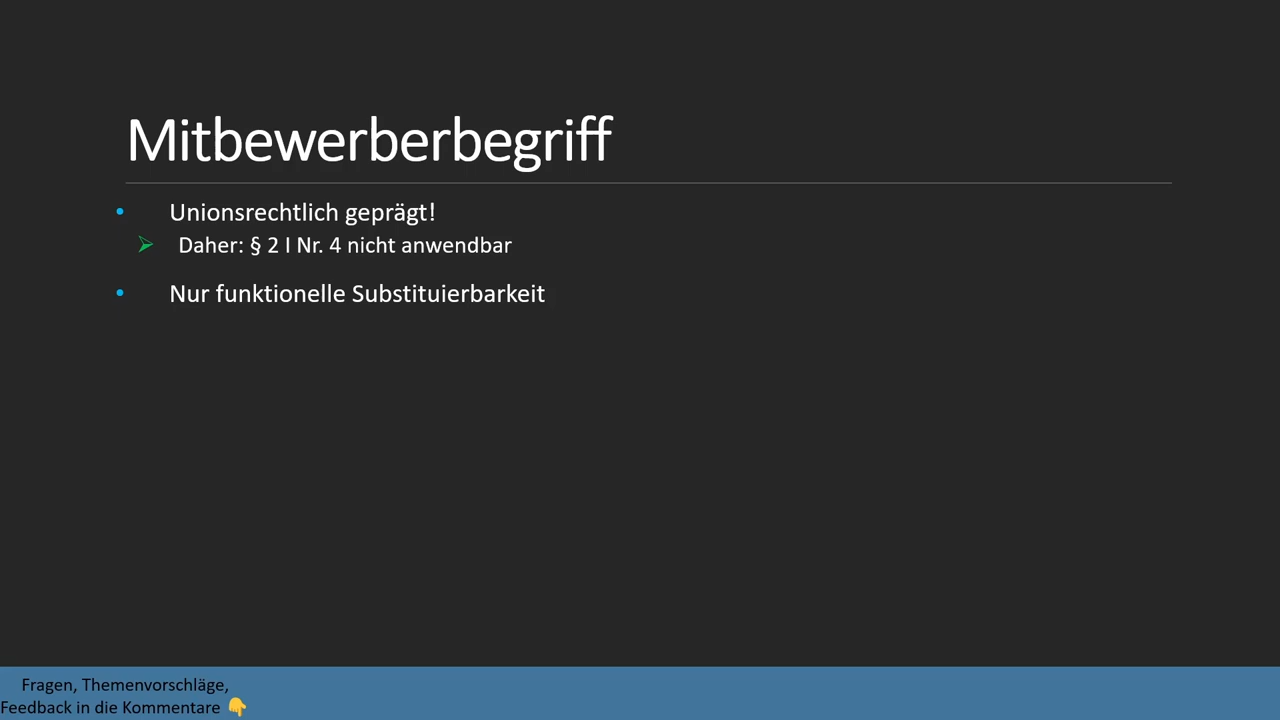 Mitbewerberbegriff
• Unionsrechtlich geprägt!
➢ Daher: § 2 I Nr. 4 nicht anwendbar
• Nur funktionelle Substituierbarkeit
Fragen, Themenvorschläge,
Feedback in die Kommentare 👇